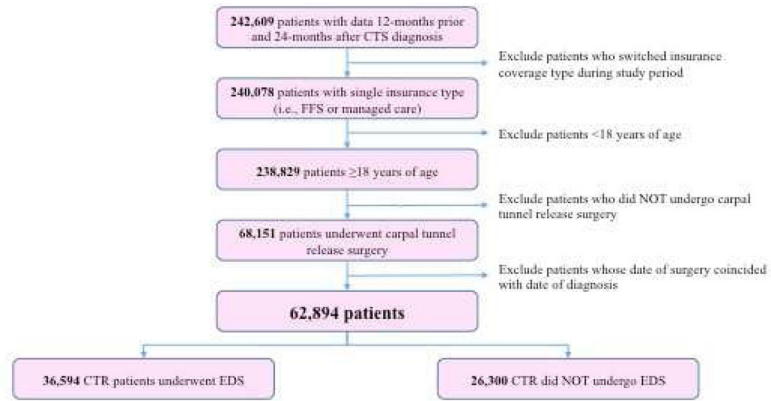 242,609 patients with data 12-months prior
and 24-months after CTS diagnosis
Exclude patients who switched insurance
coverage type during study period
240,078 patients with single insurance type
(i.e., FFS or managed care)
Exclude patients <18 years of age
238,829 patients ≥18 years of age
Exclude patients who did NOT undergo carpal
tunnel release surgery
68,151 patients underwent carpal tunnel
release surgery
Exclude patients whose date of surgery coincided
with date of diagnosis
62,894 patients
36,594 CTR patients underwent EDS
26,300 CTR did NOT undergo EDS